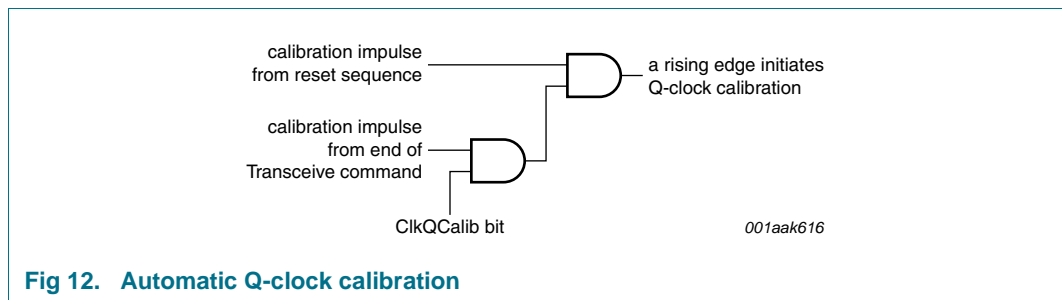 calibration impulse
from reset sequence
a rising edge initiates
Q-clock calibration
calibration impulse
from end of
Transceive command
ClkQCalib bit
001aak616
Fig 12. Automatic Q-clock calibration